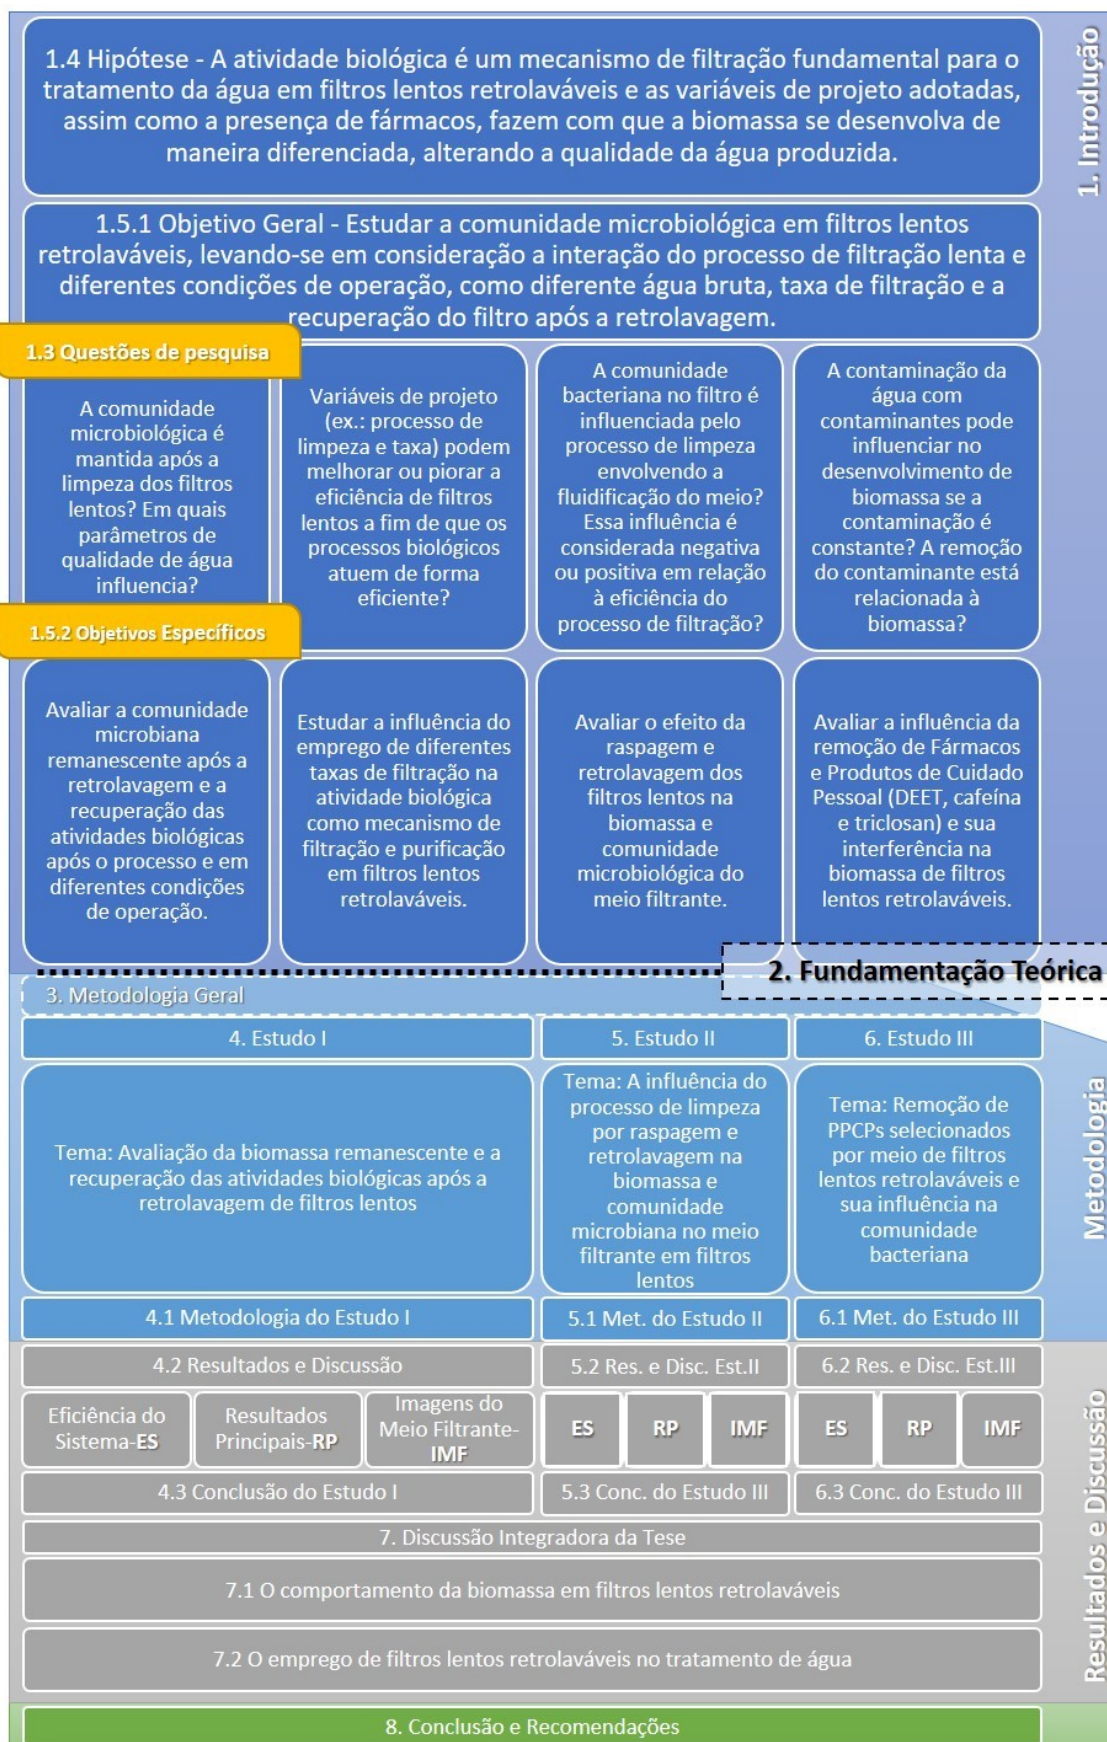 1. Introdução
1.4 Hipótese - A atividade biológica é um mecanismo de filtração fundamental para o
tratamento da água em filtros lentos retrolaváveis e as variáveis de projeto adotadas,
assim como a presença de fármacos, fazem com que a biomassa se desenvolva de
maneira diferenciada, alterando a qualidade da água produzida.
1.5.1 Objetivo Geral - Estudar a comunidade microbiológica em filtros lentos
retrolaváveis, levando-se em consideração a interação do processo de filtração lenta e
diferentes condições de operação, como diferente água bruta, taxa de filtração e a
recuperação do filtro após a retrolavagem.
1.3 Questões de pesquisa
A comunidade
microbiológica é
mantida após a
limpeza dos filtros
lentos? Em quais
parâmetros de
qualidade de água
influencia?
Variáveis de projeto
(ex.: processo de
limpeza e taxa) podem
melhorar ou piorar a
eficiência de filtros
lentos a fim de que os
processos biológicos
atuem de forma
eficiente?
A comunidade
bacteriana no filtro é
influenciada pelo
processo de limpeza
envolvendo a
fluidificação do meio?
Essa influência é
considerada negativa
ou positiva em relação
à eficiência do
processo de filtração?
A contaminação da
água com
contaminantes pode
influenciar no
desenvolvimento de
biomassa se a
contaminação é
constante? A remoção
do contaminante está
relacionada à
biomassa?
1.5.2 Objetivos Específicos
Avaliar a comunidade
microbiana
remanescente após a
retrolavagem e a
recuperação das
atividades biológicas
após o processo e em
diferentes condições
de operação.
Estudar a influência do
emprego de diferentes
taxas de filtração na
atividade biológica
como mecanismo de
filtração e purificação
em filtros lentos
retrolaváveis.
Avaliar o efeito da
raspagem e
retrolavagem dos
filtros lentos na
biomassa e
comunidade
microbiológica do
meio filtrante.
Avaliar a influência da
remoção de Fármacos
e Produtos de Cuidado
Pessoal (DEET, cafeína
e triclosan) e sua
interferência na
biomassa de filtros
lentos retrolaváveis.
2. Fundamentação Teórica
3. Metodologia Geral
Metodologia
4. Estudo I
5. Estudo II
6. Estudo III
Tema: Avaliação da biomassa remanescente e a
recuperação das atividades biológicas após a
retrolavagem de filtros lentos
Tema: A influência do
processo de limpeza
por raspagem e
retrolavagem na
biomassa e
comunidade
microbiana no meio
filtrante em filtros
lentos
Tema: Remoção de
PPCPs selecionados
por meio de filtros
lentos retrolaváveis e
sua influência na
comunidade
bacteriana
4.1 Metodologia do Estudo I
5.1 Met. do Estudo II
6.1 Met. do Estudo III
Resultados e Discussão
4.2 Resultados e Discussão
5.2 Res. e Disc. Est.II
6.2 Res. e Disc. Est.III
Eficiência do
Sistema-ES
Resultados
Principais-RP
Imagens do
Meio Filtrante-
IMF
ES
RP
IMF
ES
RP
IMF
4.3 Conclusão do Estudo I
5.3 Conc. do Estudo III
6.3 Conc. do Estudo III
7. Discussão Integradora da Tese
7.1 O comportamento da biomassa em filtros lentos retrolaváveis
7.2 O emprego de filtros lentos retrolaváveis no tratamento de água
8. Conclusão e Recomendações